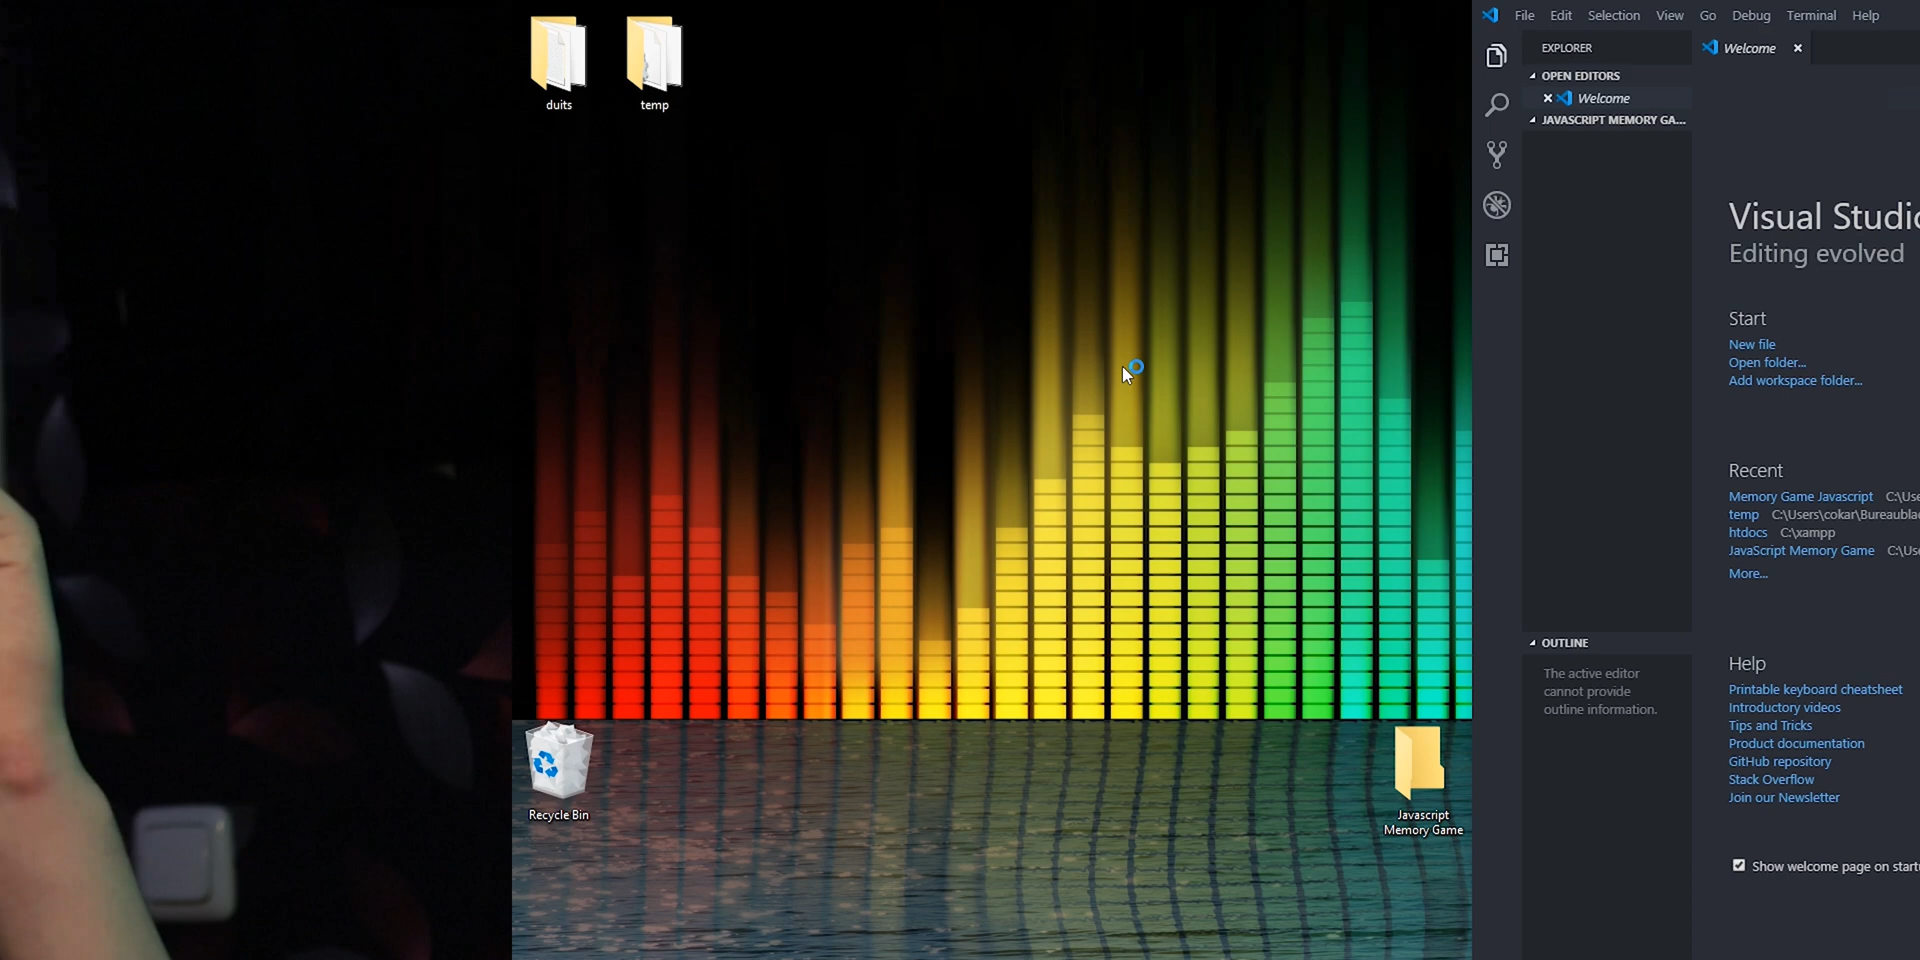 duits
temp
Recycle Bin
Javascript
Memory Game
File Edit Selection View Go Debug Terminal Help
EXPLORER
Welcome
OPEN EDITORS
Welcome
JAVASCRIPT MEMORY GA...
OUTLINE
The active editor
cannot provide
outline information.
Visual Studio
Editing evolved
Start
New file
Open folder...
Add workspace folder...
Recent
Memory Game Javascript C:\Use
temp C:\Users\cokar\Bureaubla
htdocs C:\xampp
JavaScript Memory Game C:\Us
More...
Help
Printable keyboard cheatsheet
Introductory videos
Tips and Tricks
Product documentation
GitHub repository
Stack Overflow
Join our Newsletter
Show welcome page on start